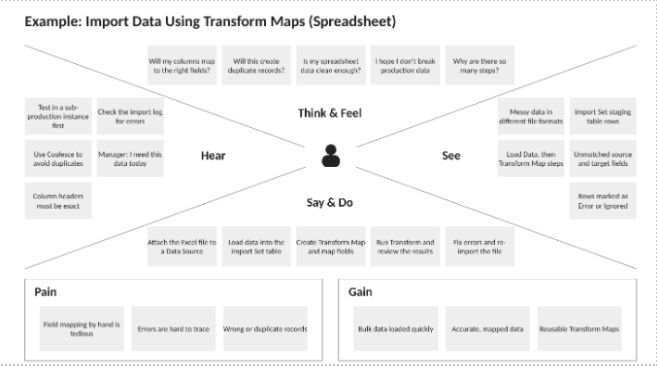 Example: Import Data Using Transform Maps (Spreadsheet)
Will my columns map
to the right fields?
Will this create
duplicate records?
Is my spreadsheet
data clean enough?
I hope I don't break
production data
Why are there so
many steps?
Think & Feel
Test in a sub-
production instance
first
Check the import log
for errors
Use Coalesce to
avoid duplicates
Manager: I need this
data today
Column headers
must be exact
Hear
See
Messy data in
different file formats
Import Set staging
table rows
Load Data, then
Transform Map steps
Unmatched source
and target fields
Rows marked as
Error or Ignored
Say & Do
Attach the Excel file to
a Data Source
Load data into the
Import Set table
Create Transform Map
and map fields
Run Transform and
review the results
Fix errors and re-
import the file
Pain
Field mapping by hand is
tedious
Errors are hard to trace
Wrong or duplicate records
Gain
Bulk data loaded quickly
Accurate, mapped data
Reusable Transform Maps